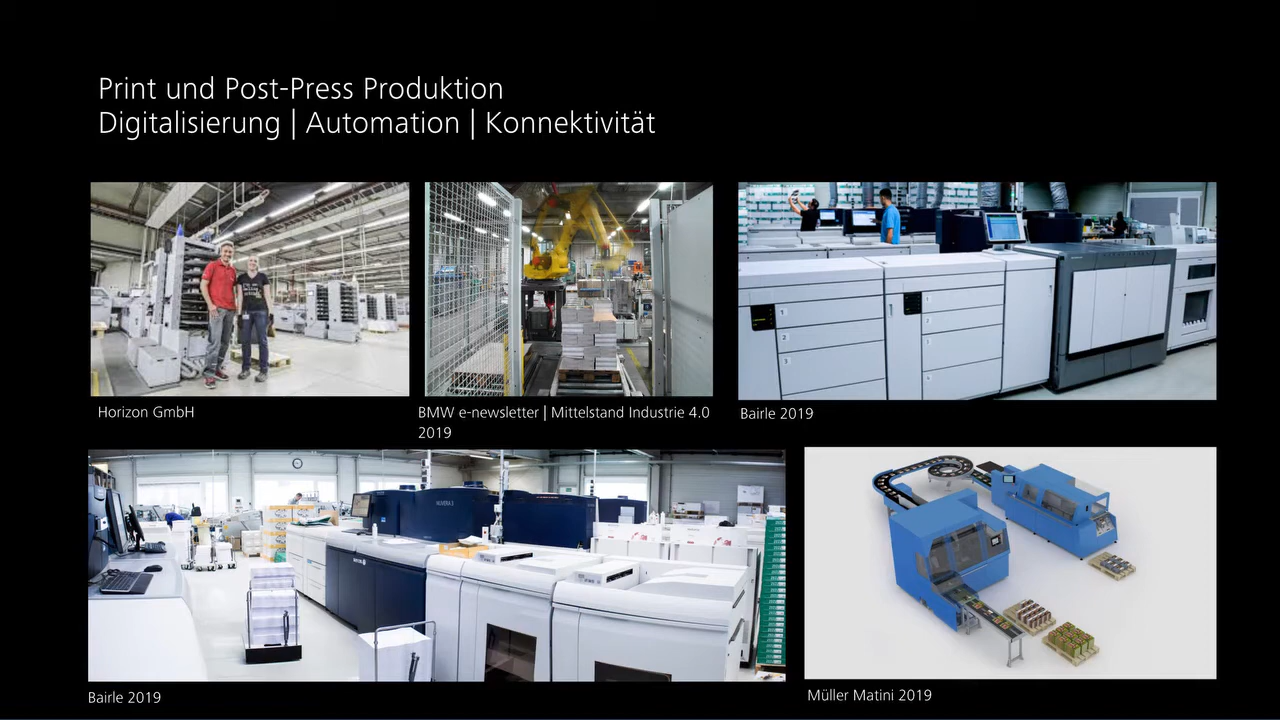 Print und Post-Press Produktion
Digitalisierung | Automation | Konnektivität
Horizon GmbH
BMW e-newsletter | Mittelstand Industrie 4.0
2019
Bairle 2019
Bairle 2019
Müller Matini 2019